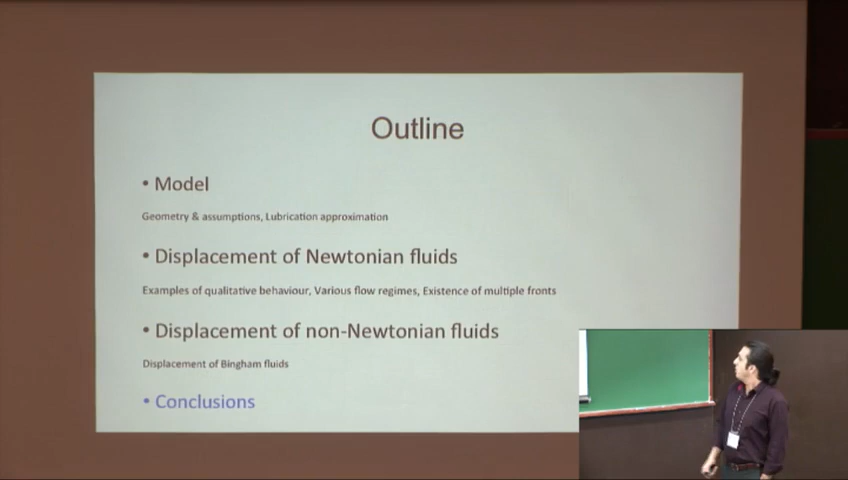 Outline
• Model
Geometry & assumptions, Lubrication approximation
• Displacement of Newtonian fluids
Examples of qualitative behaviour, Various flow regimes, Existence of multiple fronts
• Displacement of non-Newtonian fluids
Displacement of Bingham fluids
• Conclusions